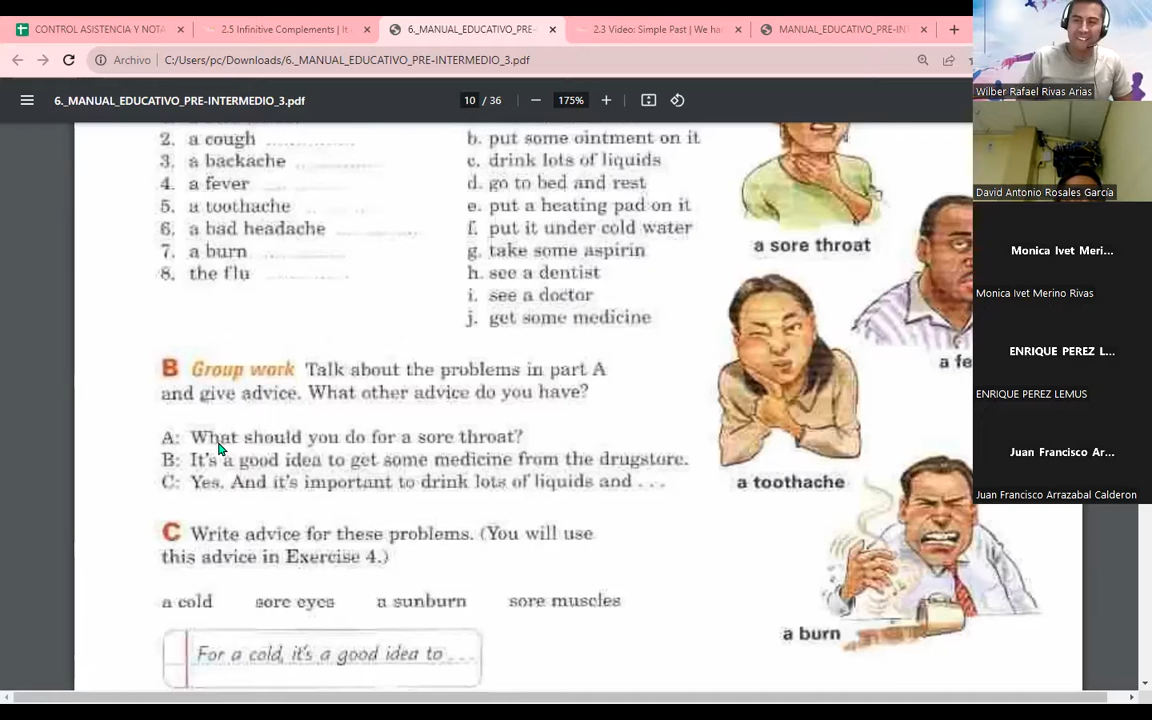 CONTROL ASISTENCIA Y NOTA
2.5 Infinitive Complements | It
6._MANUAL_EDUCATIVO_PRE-
2.3 Video: Simple Past | We ha
MANUAL_EDUCATIVO_PRE-IN
Archivo
C:/Users/pc/Downloads/6._MANUAL_EDUCATIVO_PRE-INTERMEDIO_3.pdf
6._MANUAL_EDUCATIVO_PRE-INTERMEDIO_3.pdf
10 / 36
175%
2. a cough
3. a backache
4. a fever
5. a toothache
6. a bad headache
7. a burn
8. the flu
b. put some ointment on it
c. drink lots of liquids
d. go to bed and rest
e. put a heating pad on it
f. put it under cold water
g. take some aspirin
h. see a dentist
i. see a doctor
j. get some medicine
a sore throat
a fe
a toothache
a burn
B Group work Talk about the problems in part A
and give advice. What other advice do you have?
A: What should you do for a sore throat?
B: It's a good idea to get some medicine from the drugstore.
C: Yes. And it's important to drink lots of liquids and . . .
C Write advice for these problems. (You will use
this advice in Exercise 4.)
a cold sore eyes a sunburn sore muscles
For a cold, it's a good idea to . . .
Wilber Rafael Rivas Arias
David Antonio Rosales García
Monica Ivet Meri...
Monica Ivet Merino Rivas
ENRIQUE PEREZ L...
ENRIQUE PEREZ LEMUS
Juan Francisco Ar...
Juan Francisco Arrazabal Calderon